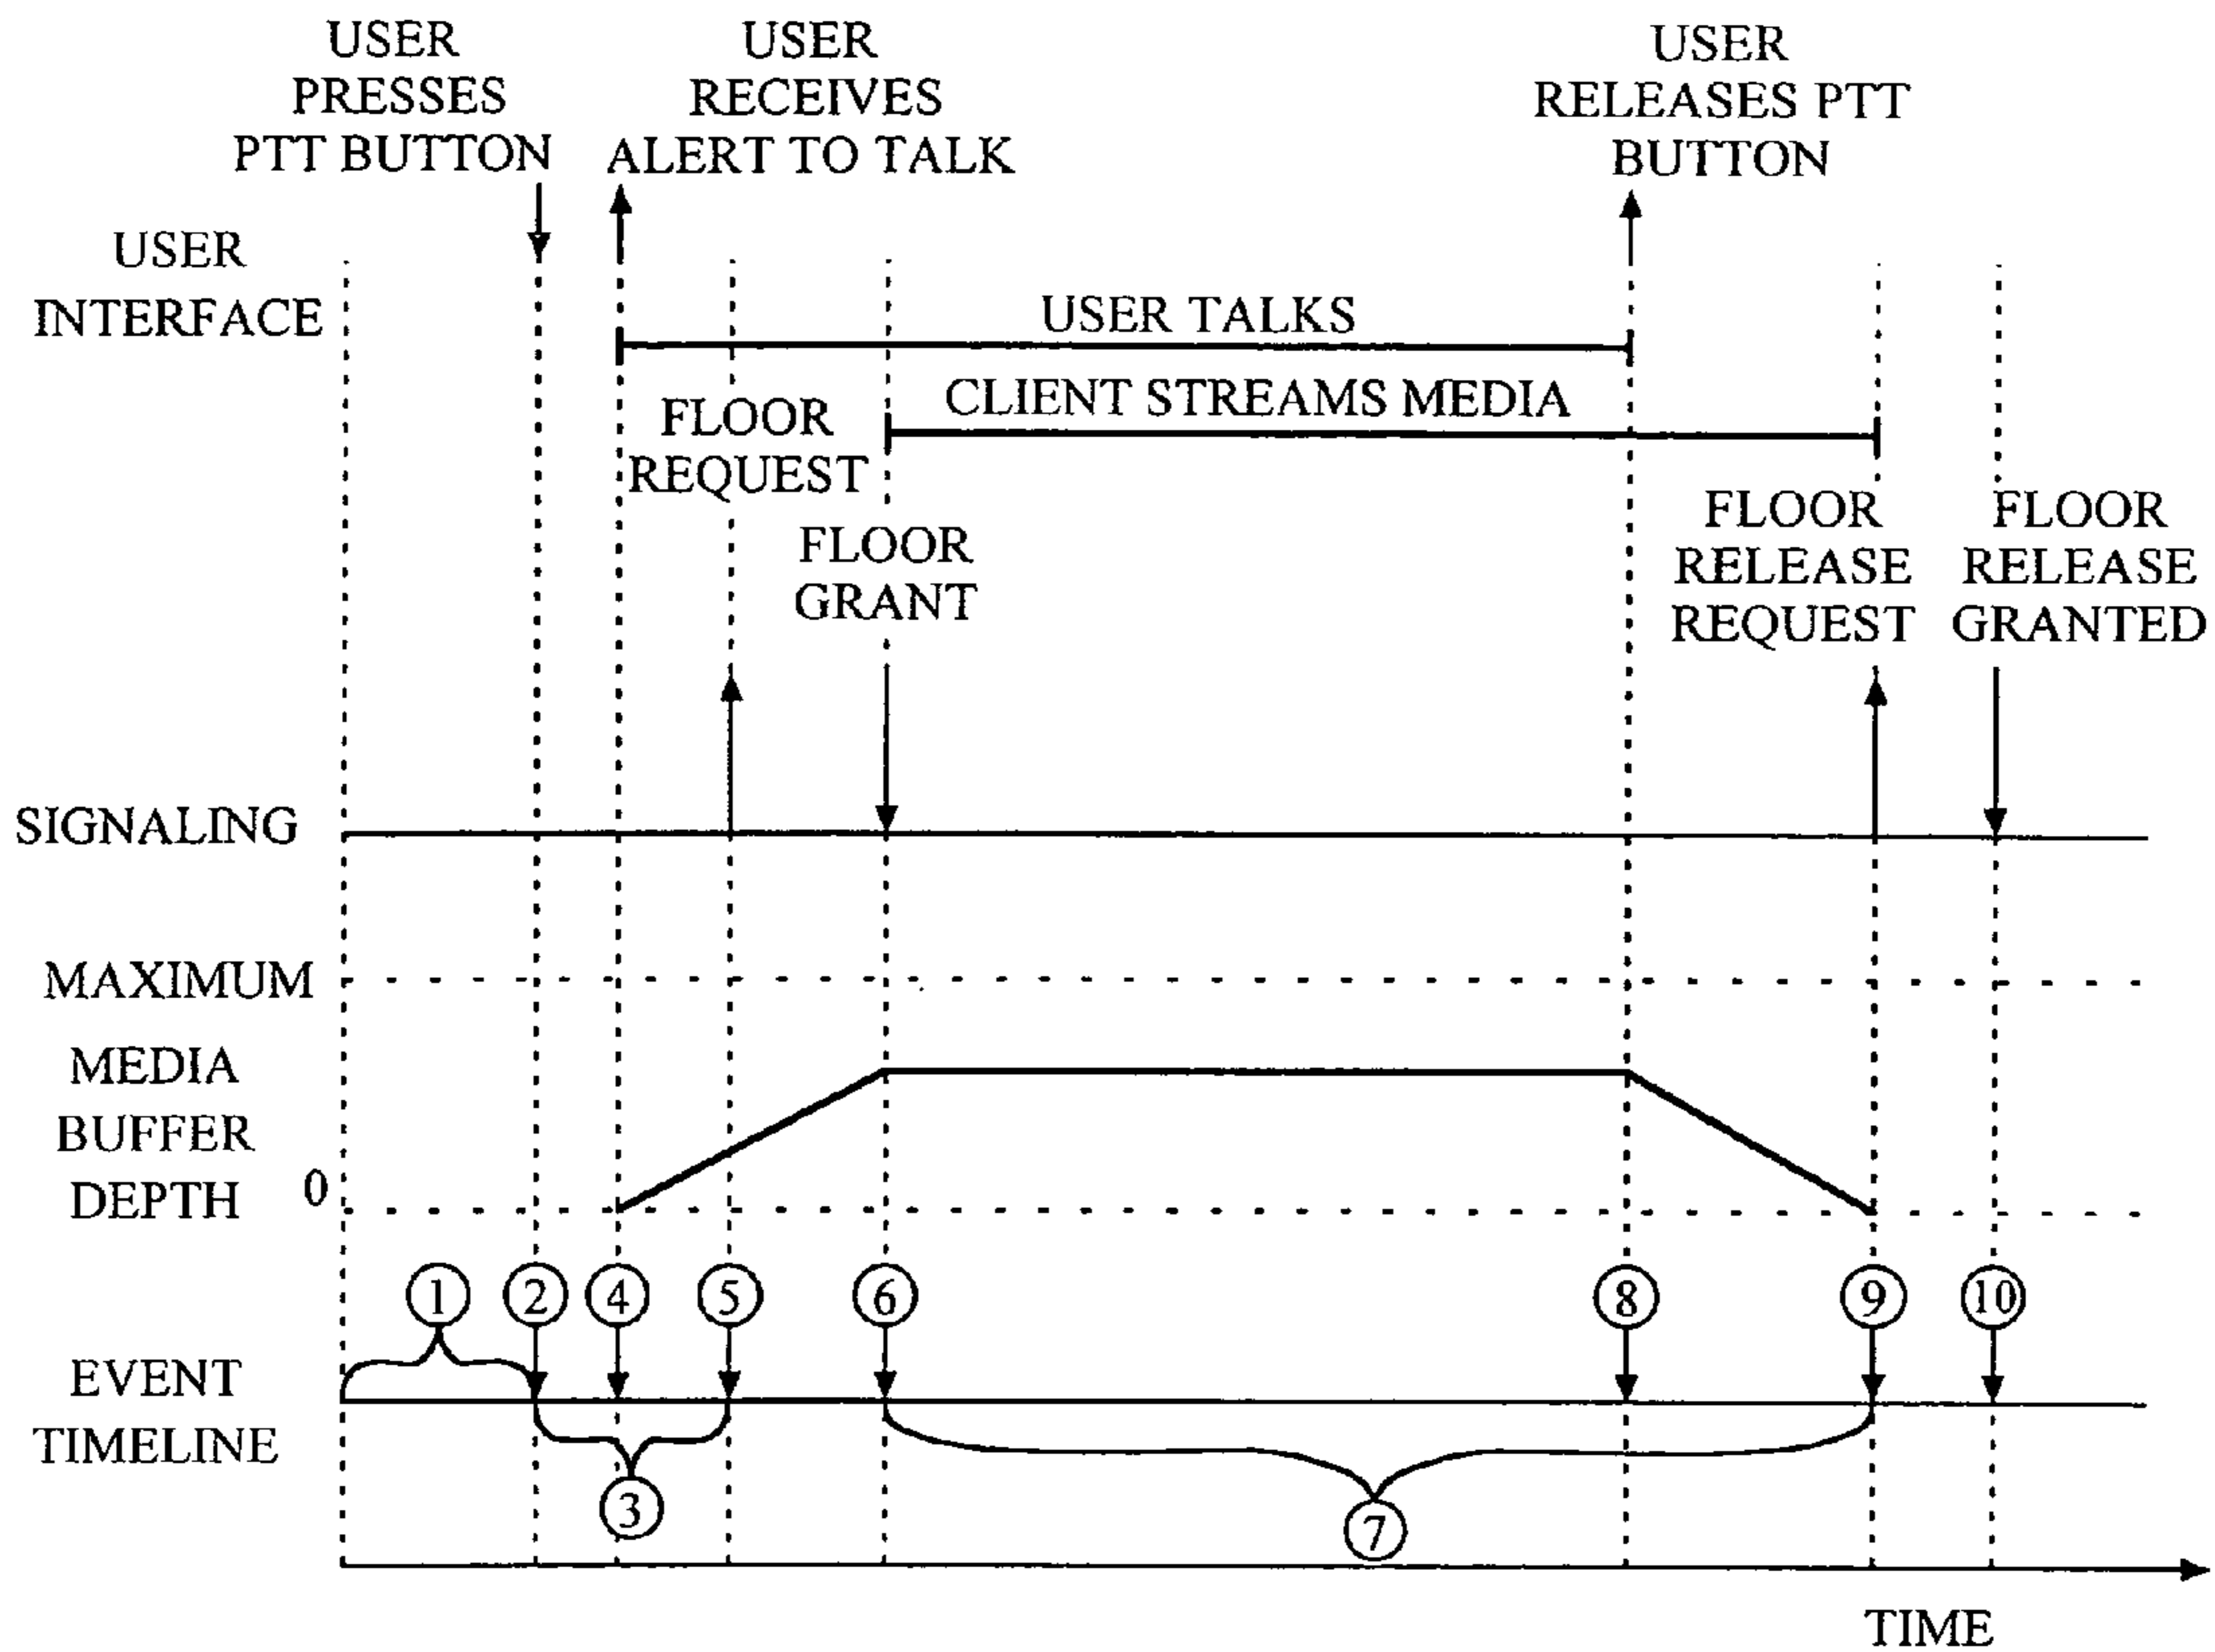 USER
PRESSES
PTT BUTTON
USER
RECEIVES
ALERT TO TALK
USER
RELEASES PTT
BUTTON
USER
INTERFACE
USER TALKS
CLIENT STREAMS MEDIA
FLOOR
REQUEST
FLOOR
GRANT
FLOOR
RELEASE
REQUEST
FLOOR
RELEASE
GRANTED
SIGNALING
MAXIMUM
MEDIA
BUFFER
DEPTH
0
1 2 4 5 6 8 9 10
EVENT
TIMELINE
3
7
TIME